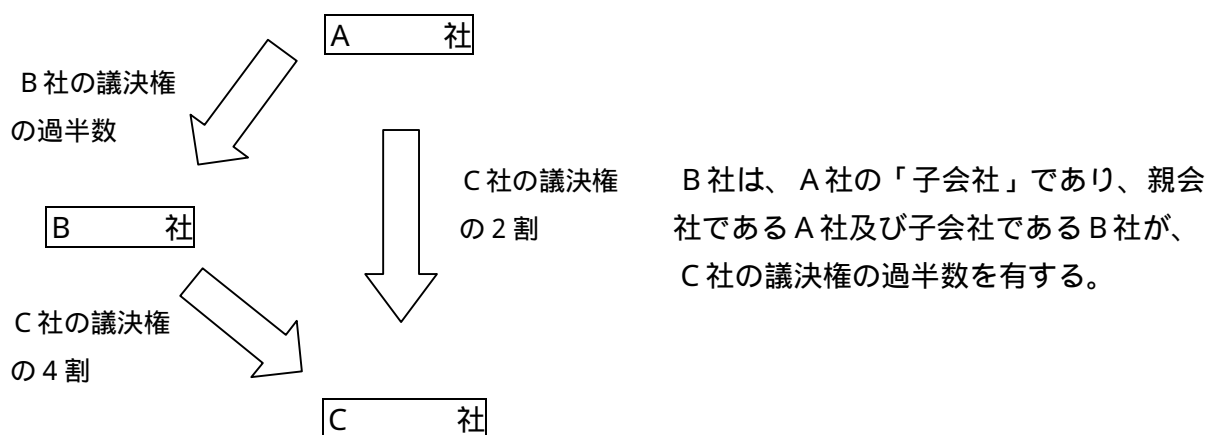 A 社
B社の議決権
の過半数
C社の議決権
の2割
B社は、A社の「子会社」であり、親会
社であるA社及び子会社であるB社が、
C社の議決権の過半数を有する。
B 社
C社の議決権
の4割
C 社